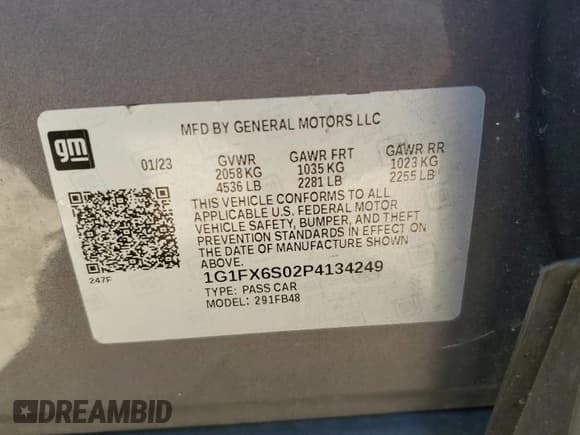 gm
MFD BY GENERAL MOTORS LLC
01/23
GVWR
2058 KG
4536 LB
GAWR FRT
1035 KG
2281 LB
GAWR RR
1023 KG
2255 LB
THIS VEHICLE CONFORMS TO ALL
APPLICABLE U.S. FEDERAL MOTOR
VEHICLE SAFETY, BUMPER, AND THEFT
PREVENTION STANDARDS IN EFFECT ON
THE DATE OF MANUFACTURE SHOWN
ABOVE.
247F
1G1FX6S02P4134249
TYPE: PASS CAR
MODEL: 291FB48
DREAMBID